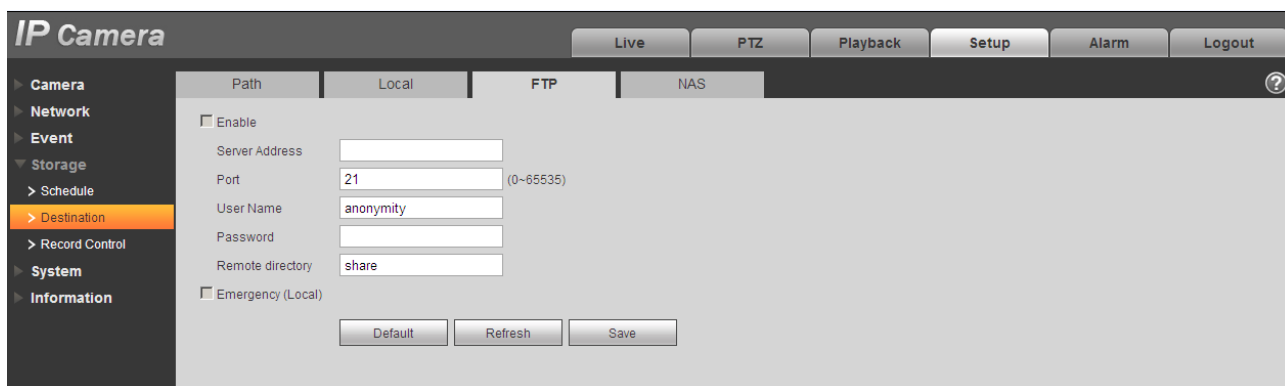 IP Camera
Live PTZ Playback Setup Alarm Logout
Camera
Network
Event
Storage
> Schedule
> Destination
> Record Control
System
Information
Path Local FTP NAS ?
Enable
Server Address
Port 21 (0~65535)
User Name anonymity
Password
Remote directory share
Emergency (Local)
Default Refresh Save